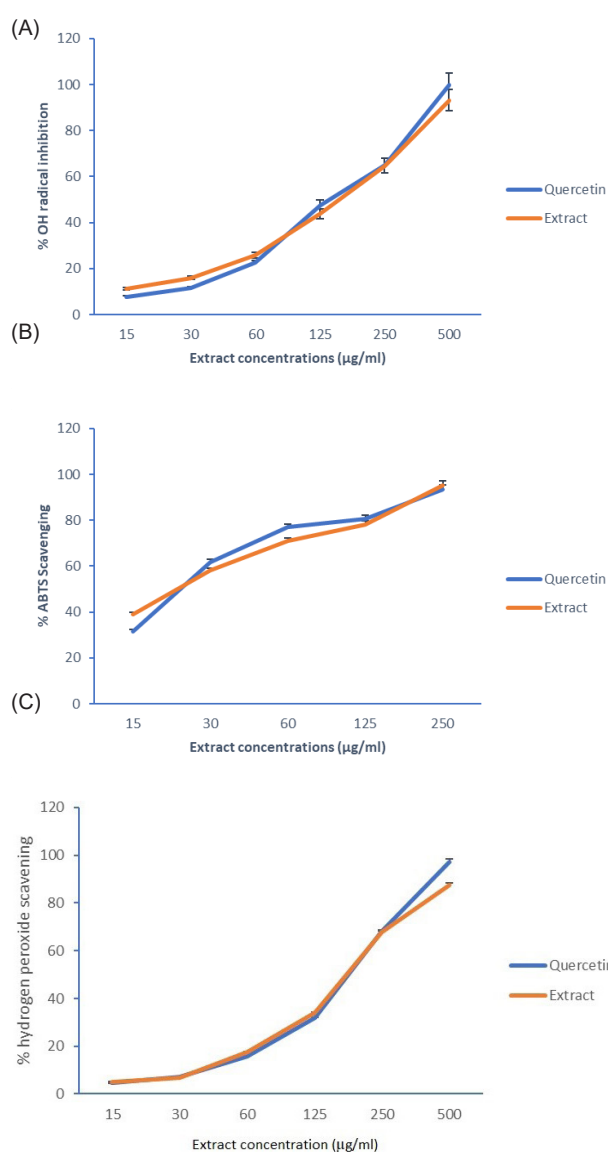 (A)
120
100
80
60
40
20
0
% OH radical inhibition
15 30 60 125 250 500
Extract concentrations (µg/ml)
Quercetin
Extract
(B)
120
100
80
60
40
20
0
% ABTS Scavenging
15 30 60 125 250
Extract concentrations (µg/ml)
Quercetin
Extract
(C)
120
100
80
60
40
20
0
% hydrogen peroxide scavening
15 30 60 125 250 500
Extract concentration (µg/ml)
Quercetin
Extract